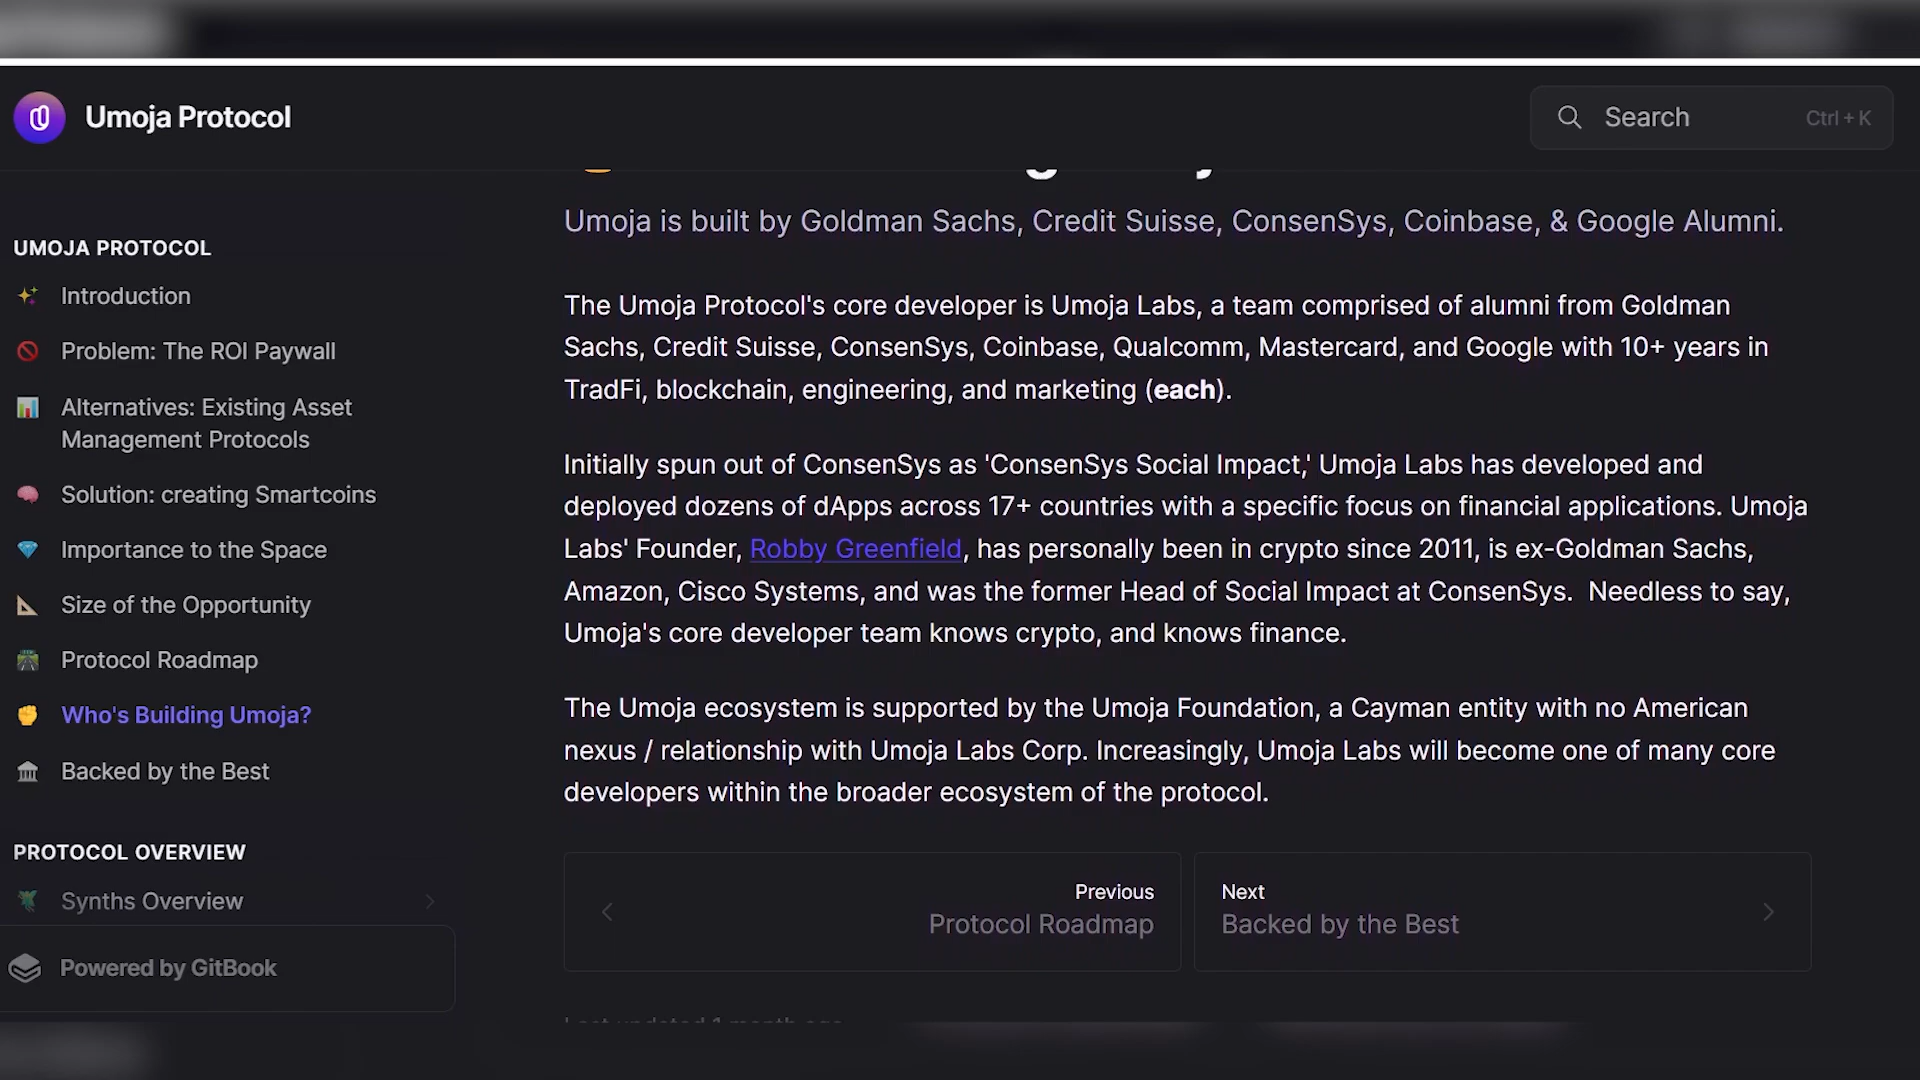 Umoja Protocol
Search
Ctrl + K
UMOJA PROTOCOL
Introduction
Problem: The ROI Paywall
Alternatives: Existing Asset
Management Protocols
Solution: creating Smartcoins
Importance to the Space
Size of the Opportunity
Protocol Roadmap
Who's Building Umoja?
Backed by the Best
PROTOCOL OVERVIEW
Synths Overview
Powered by GitBook
Umoja is built by Goldman Sachs, Credit Suisse, ConsenSys, Coinbase, & Google Alumni.
The Umoja Protocol's core developer is Umoja Labs, a team comprised of alumni from Goldman
Sachs, Credit Suisse, ConsenSys, Coinbase, Qualcomm, Mastercard, and Google with 10+ years in
TradFi, blockchain, engineering, and marketing (each).
Initially spun out of ConsenSys as 'ConsenSys Social Impact,' Umoja Labs has developed and
deployed dozens of dApps across 17+ countries with a specific focus on financial applications. Umoja
Labs' Founder, Robby Greenfield, has personally been in crypto since 2011, is ex-Goldman Sachs,
Amazon, Cisco Systems, and was the former Head of Social Impact at ConsenSys.  Needless to say,
Umoja's core developer team knows crypto, and knows finance.
The Umoja ecosystem is supported by the Umoja Foundation, a Cayman entity with no American
nexus / relationship with Umoja Labs Corp. Increasingly, Umoja Labs will become one of many core
developers within the broader ecosystem of the protocol.
Previous
Protocol Roadmap
Next
Backed by the Best
Last updated 1 month ago